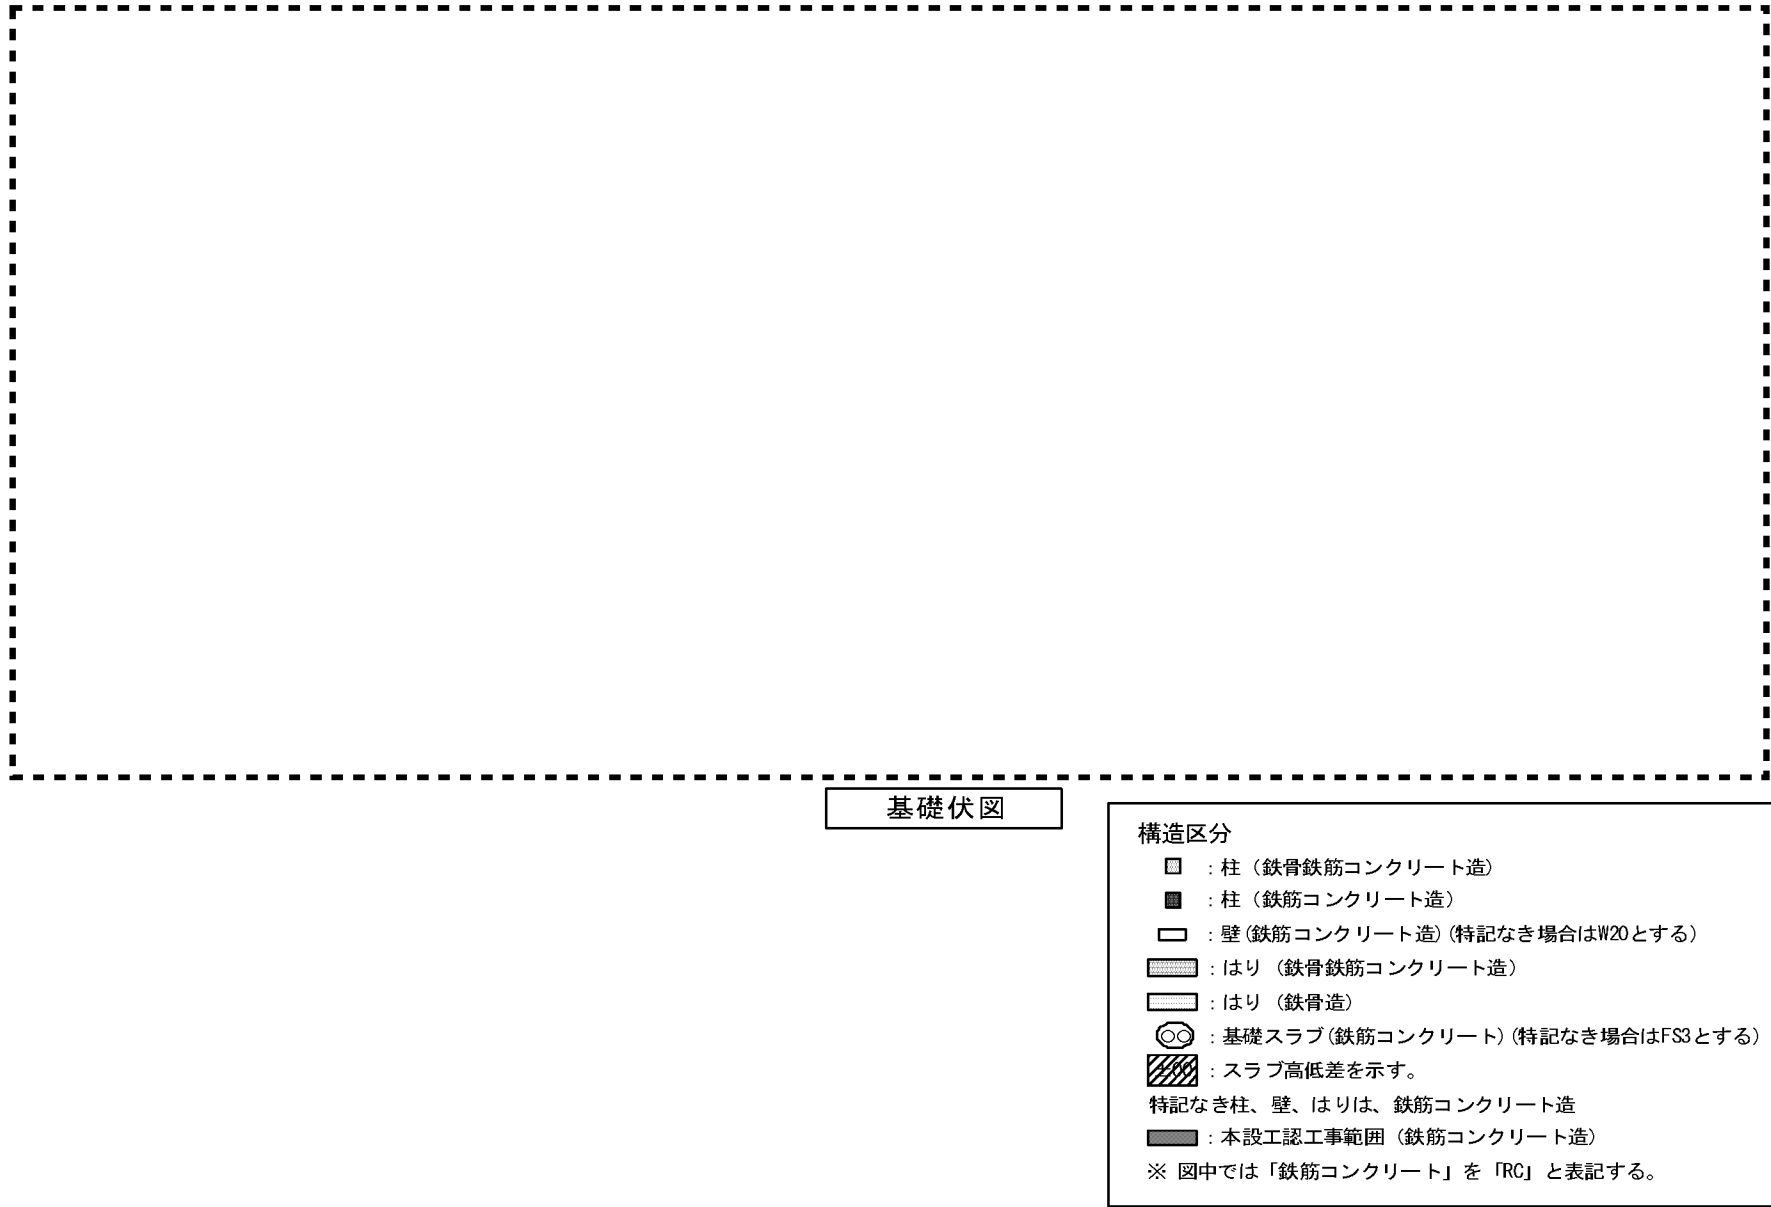 基礎伏図
構造区分
：柱（鉄骨鉄筋コンクリート造）
：柱（鉄筋コンクリート造）
：壁(鉄筋コンクリート造)(特記なき場合はW20とする)
：はり（鉄骨鉄筋コンクリート造）
：はり（鉄骨造）
○○：基礎スラブ(鉄筋コンクリート)(特記なき場合はFS3とする)
±00：スラブ高低差を示す。
特記なき柱、壁、はりは、鉄筋コンクリート造
：本設工認工事範囲（鉄筋コンクリート造）
※ 図中では「鉄筋コンクリート」を「RC」と表記する。